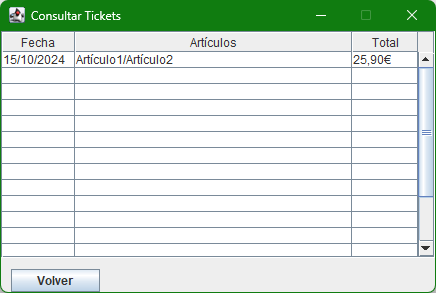 Consultar Tickets
Fecha Artículos Total
15/10/2024 Artículo1/Artículo2 25,90€
Volver